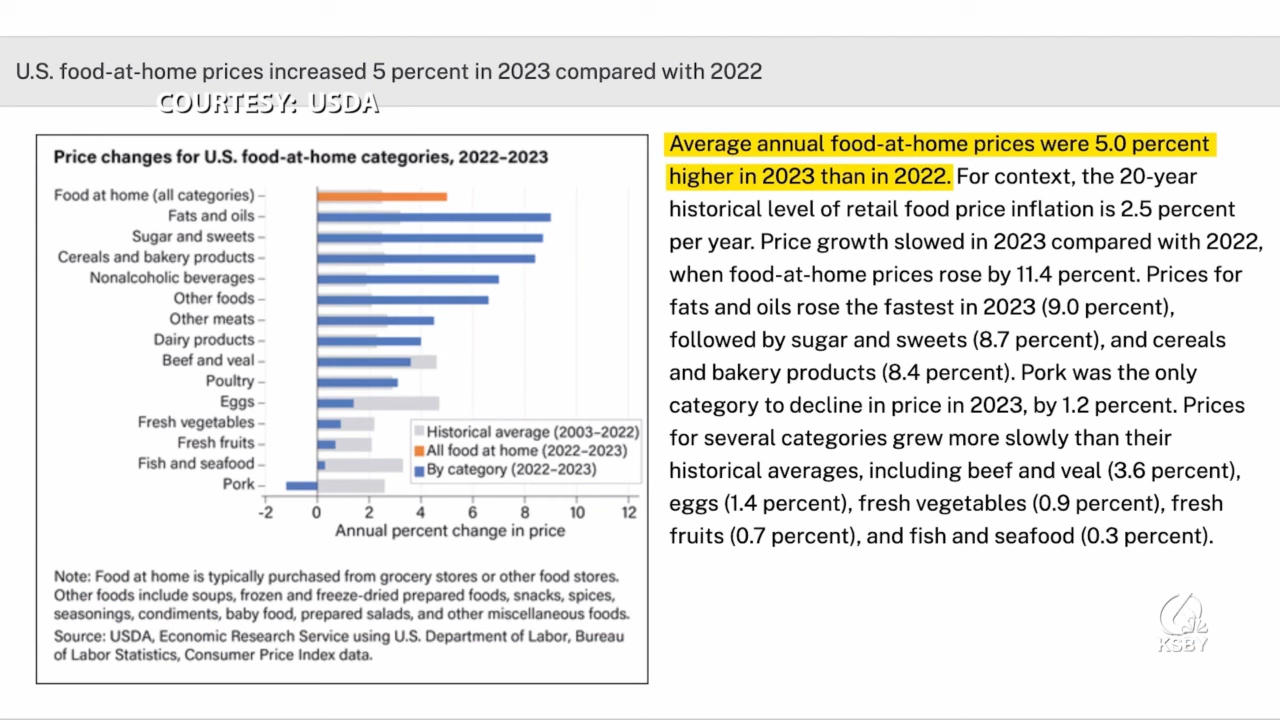 U.S. food-at-home prices increased 5 percent in 2023 compared with 2022
COURTESY: USDA
Price changes for U.S. food-at-home categories, 2022–2023
Food at home (all categories)
Fats and oils
Sugar and sweets
Cereals and bakery products
Nonalcoholic beverages
Other foods
Other meats
Dairy products
Beef and veal
Poultry
Eggs
Fresh vegetables
Fresh fruits
Fish and seafood
Pork
Historical average (2003–2022)
All food at home (2022–2023)
By category (2022–2023)
-2 0 2 4 6 8 10 12
Annual percent change in price
Note: Food at home is typically purchased from grocery stores or other food stores.
Other foods include soups, frozen and freeze-dried prepared foods, snacks, spices,
seasonings, condiments, baby food, prepared salads, and other miscellaneous foods.
Source: USDA, Economic Research Service using U.S. Department of Labor, Bureau
of Labor Statistics, Consumer Price Index data.
Average annual food-at-home prices were 5.0 percent
higher in 2023 than in 2022. For context, the 20-year
historical level of retail food price inflation is 2.5 percent
per year. Price growth slowed in 2023 compared with 2022,
when food-at-home prices rose by 11.4 percent. Prices for
fats and oils rose the fastest in 2023 (9.0 percent),
followed by sugar and sweets (8.7 percent), and cereals
and bakery products (8.4 percent). Pork was the only
category to decline in price in 2023, by 1.2 percent. Prices
for several categories grew more slowly than their
historical averages, including beef and veal (3.6 percent),
eggs (1.4 percent), fresh vegetables (0.9 percent), fresh
fruits (0.7 percent), and fish and seafood (0.3 percent).
KSBY